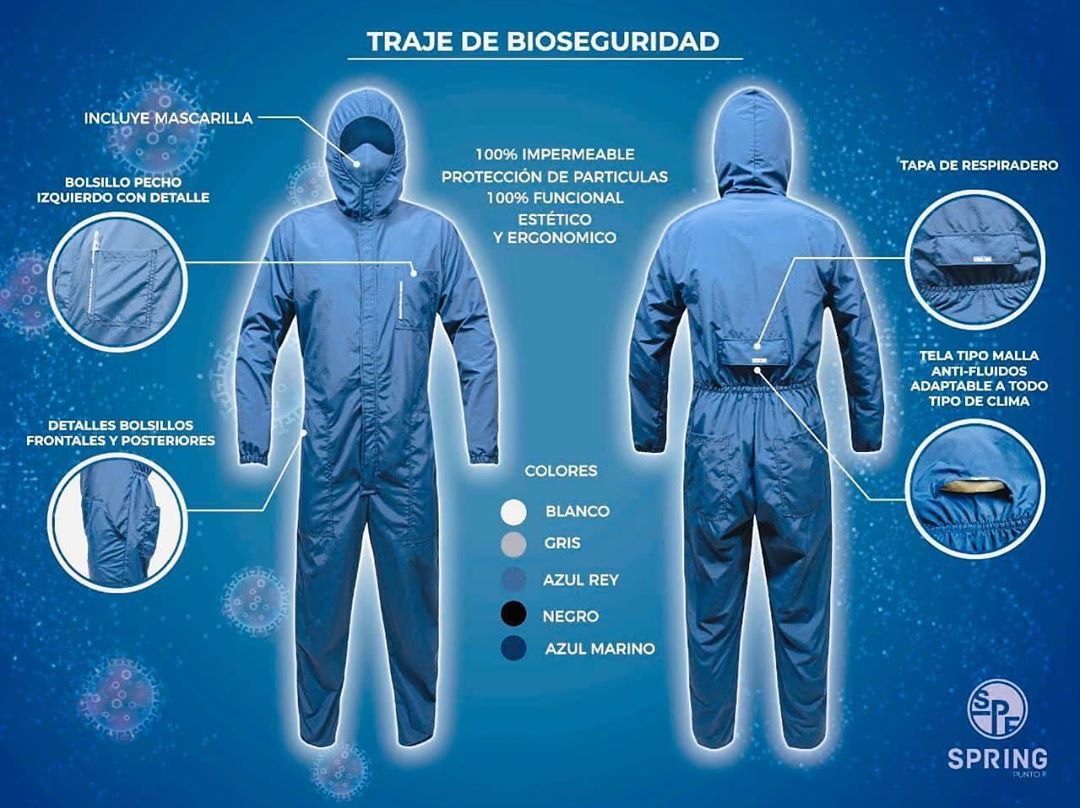 TRAJE DE BIOSEGURIDAD
INCLUYE MASCARILLA
BOLSILLO PECHO
IZQUIERDO CON DETALLE
100% IMPERMEABLE
PROTECCIÓN DE PARTICULAS
100% FUNCIONAL
ESTÉTICO
Y ERGONOMICO
TAPA DE RESPIRADERO
TELA TIPO MALLA
ANTI-FLUIDOS
ADAPTABLE A TODO
TIPO DE CLIMA
DETALLES BOLSILLOS
FRONTALES Y POSTERIORES
COLORES
BLANCO
GRIS
AZUL REY
NEGRO
AZUL MARINO
SPF
SPRING
PUNTO F